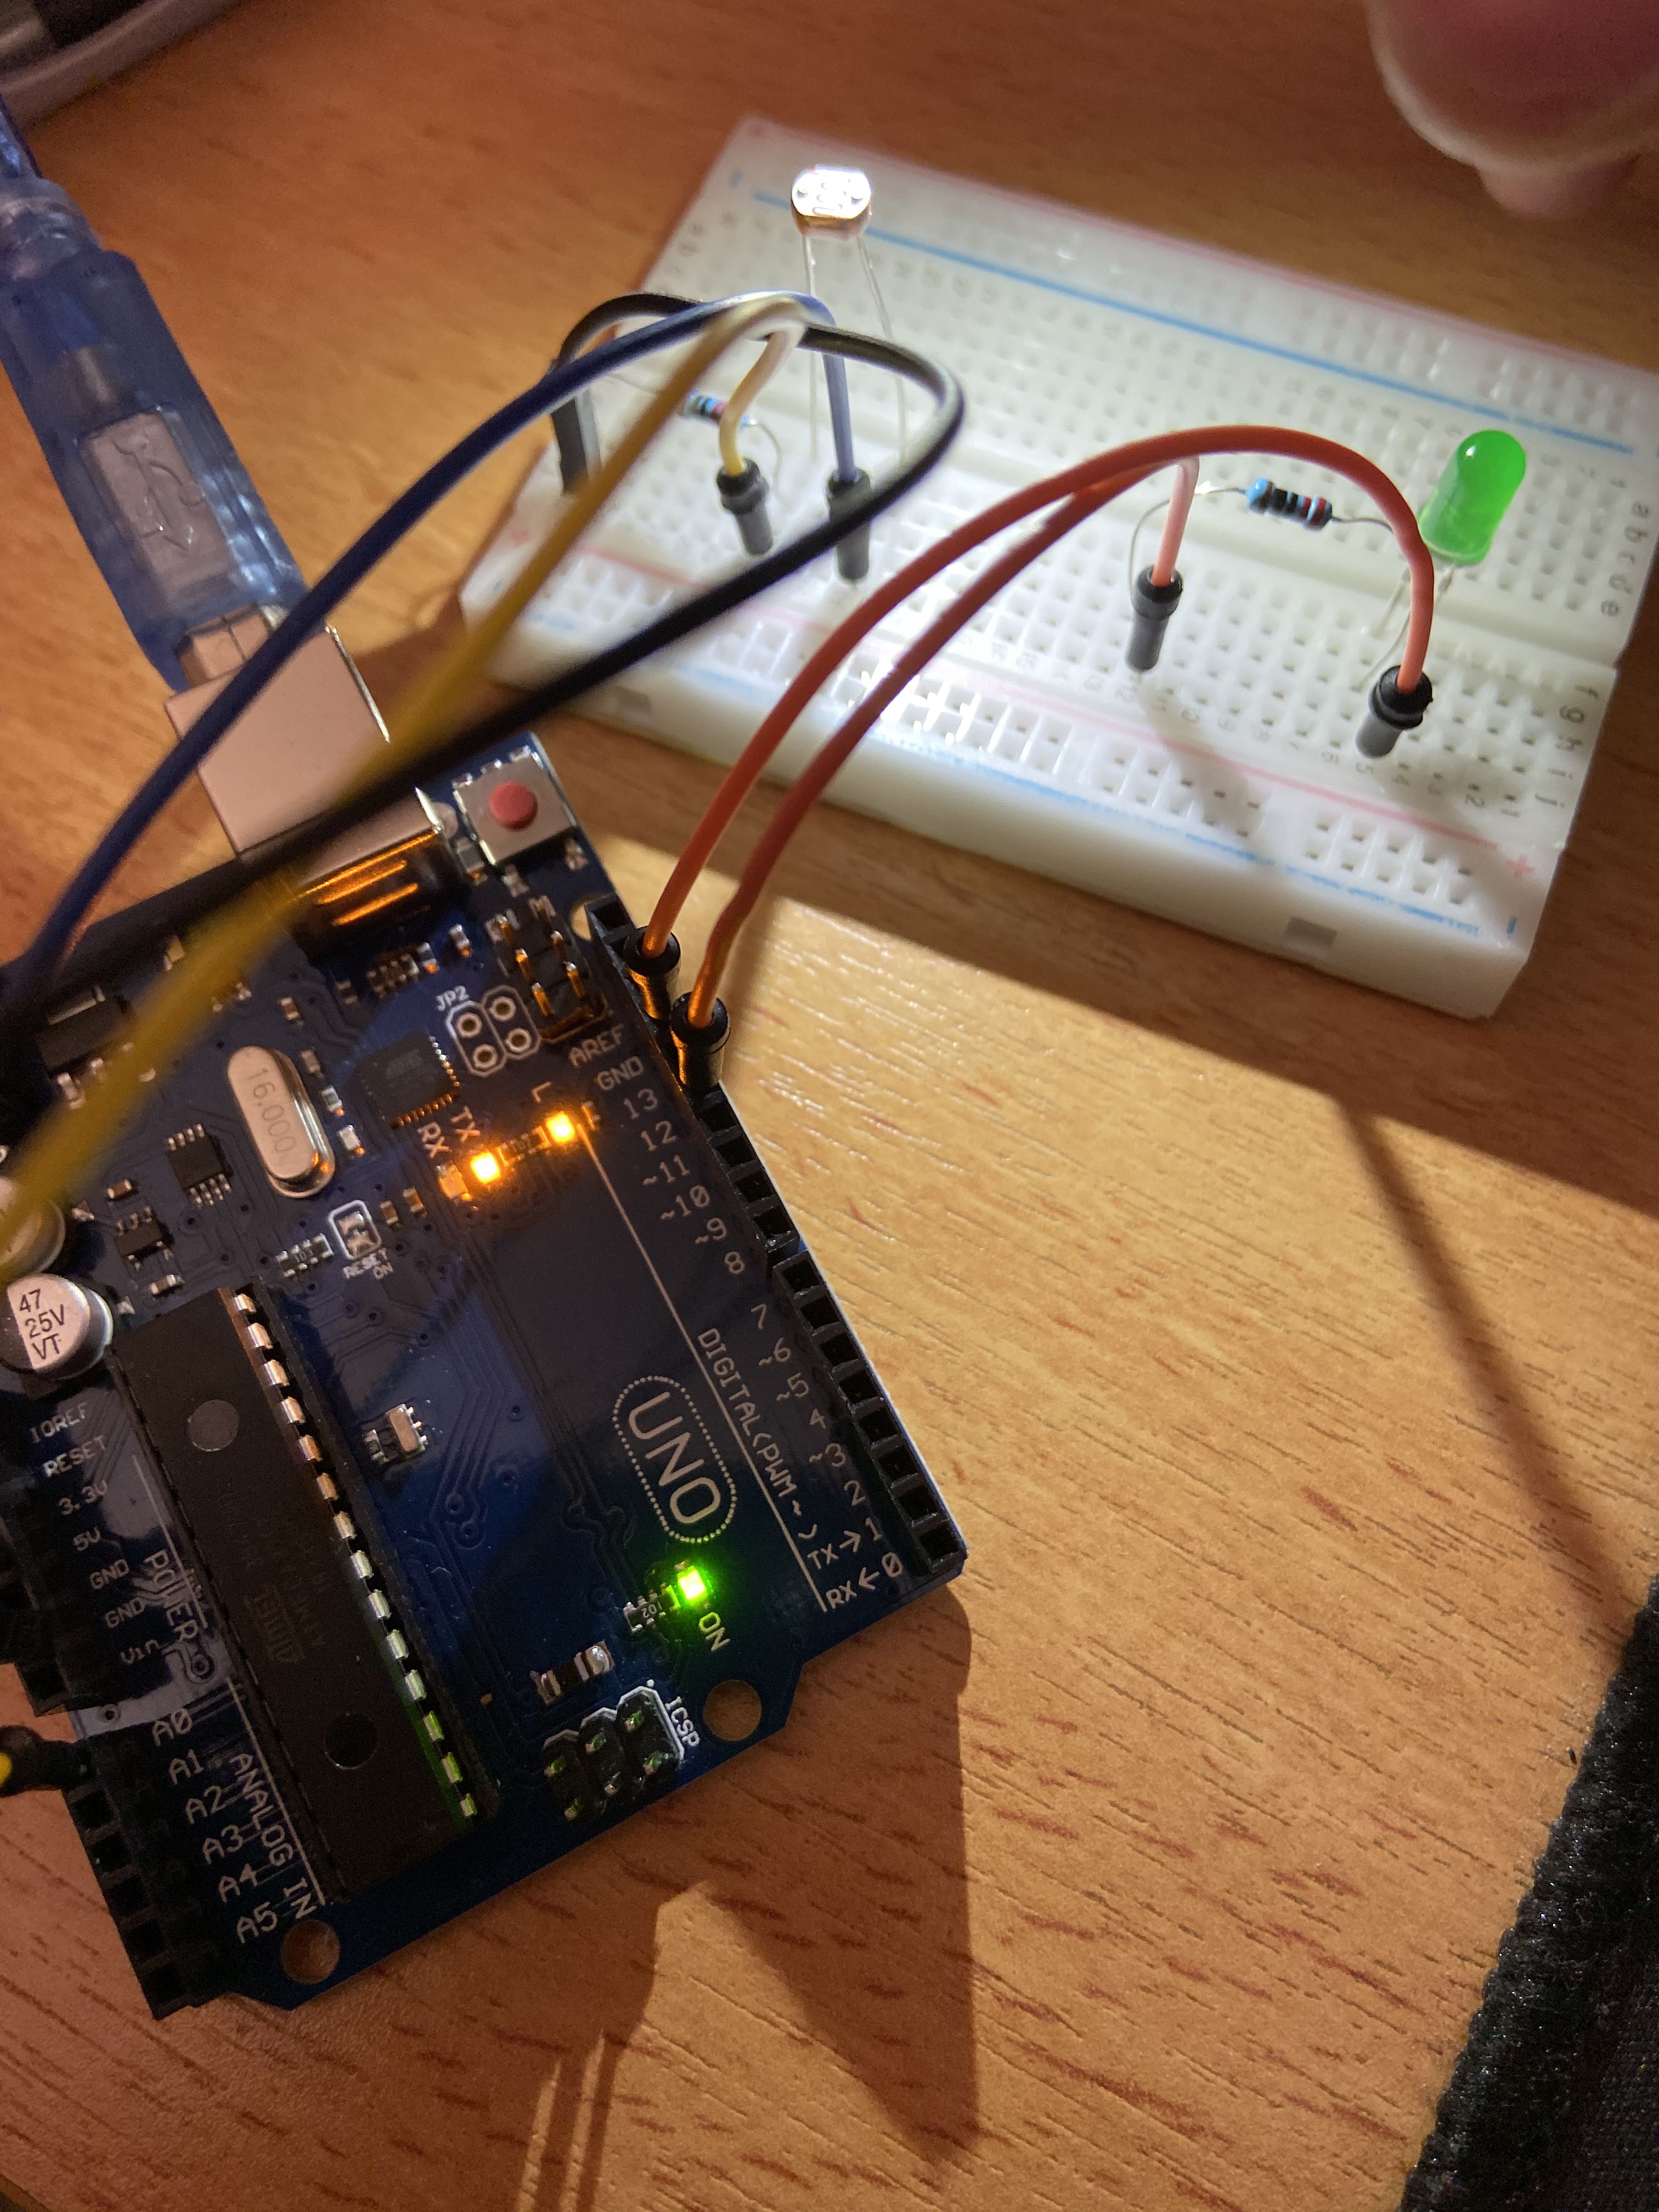 16.000
JP2
AREF
GND
13
12
~11
~10
~9
8
L
TX
RX
RESET
ON
47
25V
VT
7
~6
~5
4
~3
2
TX→1
RX←0
DIGITAL(PWM~)
UNO
ON
ICSP
IOREF
RESET
3.3V
5V
GND
GND
Vin
POWER
A0
A1
A2
A3
A4
A5
ANALOG IN
a
b
c
d
e
f
g
h
i
j
+